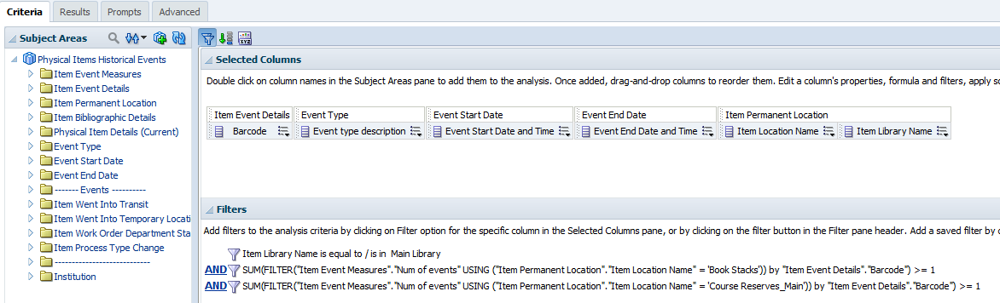 Criteria Results Prompts Advanced
Subject Areas
Physical Items Historical Events
Item Event Measures
Item Event Details
Item Permanent Location
Item Bibliographic Details
Physical Item Details (Current)
Event Type
Event Start Date
Event End Date
------- Events ----------
Item Went Into Transit
Item Went Into Temporary Locati
Item Work Order Department Sta
Item Process Type Change
----------------------------
Institution
Selected Columns
Double click on column names in the Subject Areas pane to add them to the analysis. Once added, drag-and-drop columns to reorder them. Edit a column's properties, formula and filters, apply so
Item Event Details Event Type Event Start Date Event End Date Item Permanent Location
Barcode Event type description Event Start Date and Time Event End Date and Time Item Location Name Item Library Name
Filters
Add filters to the analysis criteria by clicking on Filter option for the specific column in the Selected Columns pane, or by clicking on the filter button in the Filter pane header. Add a saved filter by c
Item Library Name is equal to / is in Main Library
AND SUM(FILTER("Item Event Measures"."Num of events" USING ("Item Permanent Location"."Item Location Name" = 'Book Stacks')) by "Item Event Details"."Barcode") >= 1
AND SUM(FILTER("Item Event Measures"."Num of events" USING ("Item Permanent Location"."Item Location Name" = 'Course Reserves_Main')) by "Item Event Details"."Barcode") >= 1